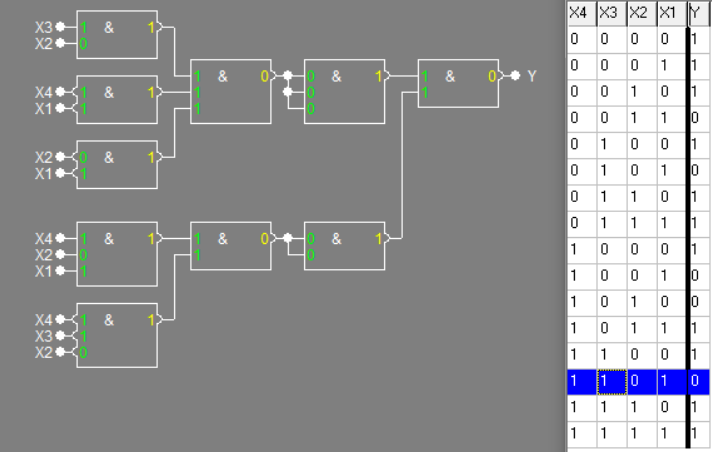 X3 1 & 1
X2 0
X4 1 & 1
X1 1
X2 0 & 1
X1 1
1 & 0
1
1
0 & 1
0
0
1 & 0 Y
1
X4 1 & 1
X2 0
X1 1
X4 1 & 1
X3 1
X2 0
1 & 0
1
0 & 1
0
X4 X3 X2 X1 Y
0 0 0 0 1
0 0 0 1 1
0 0 1 0 1
0 0 1 1 0
0 1 0 0 1
0 1 0 1 0
0 1 1 0 1
0 1 1 1 1
1 0 0 0 1
1 0 0 1 0
1 0 1 0 0
1 0 1 1 1
1 1 0 0 1
1 1 0 1 0
1 1 1 0 1
1 1 1 1 1